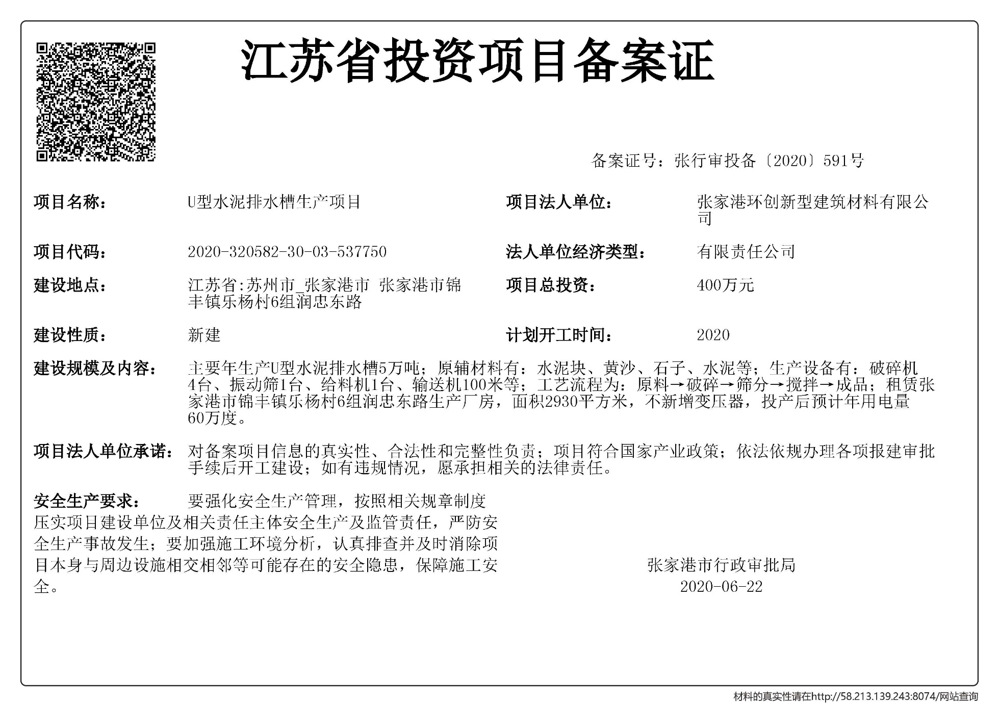 江苏省投资项目备案证
备案证号：张行审投备〔2020〕591号
项目名称： U型水泥排水槽生产项目 项目法人单位： 张家港环创新型建筑材料有限公
司
项目代码： 2020-320582-30-03-537750 法人单位经济类型： 有限责任公司
建设地点： 江苏省:苏州市_张家港市 张家港市锦 项目总投资： 400万元
丰镇乐杨村6组润忠东路
建设性质： 新建 计划开工时间： 2020
建设规模及内容： 主要年生产U型水泥排水槽5万吨；原辅材料有：水泥块、黄沙、石子、水泥等；生产设备有：破碎机
4台、振动筛1台、给料机1台、输送机100米等；工艺流程为：原料→破碎→筛分→搅拌→成品；租赁张
家港市锦丰镇乐杨村6组润忠东路生产厂房，面积2930平方米，不新增变压器，投产后预计年用电量
60万度。
项目法人单位承诺： 对备案项目信息的真实性、合法性和完整性负责；项目符合国家产业政策；依法依规办理各项报建审批
手续后开工建设；如有违规情况，愿承担相关的法律责任。
安全生产要求： 要强化安全生产管理，按照相关规章制度
压实项目建设单位及相关责任主体安全生产及监管责任，严防安
全生产事故发生；要加强施工环境分析，认真排查并及时消除项
目本身与周边设施相交相邻等可能存在的安全隐患，保障施工安
全。
张家港市行政审批局
2020-06-22
材料的真实性请在http://58.213.139.243:8074/网站查询